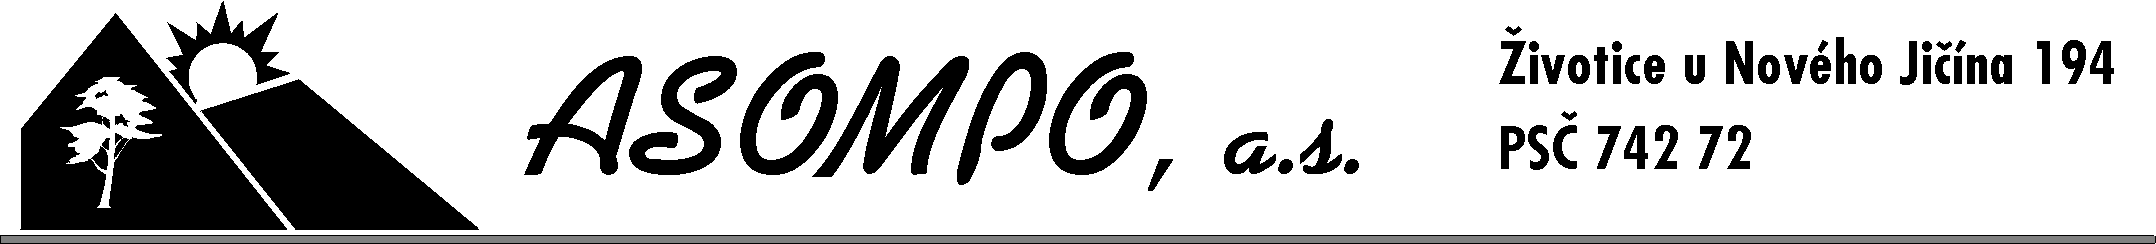 ASOMPO, a.s.
Životice u Nového Jičína 194
PSČ 742 72